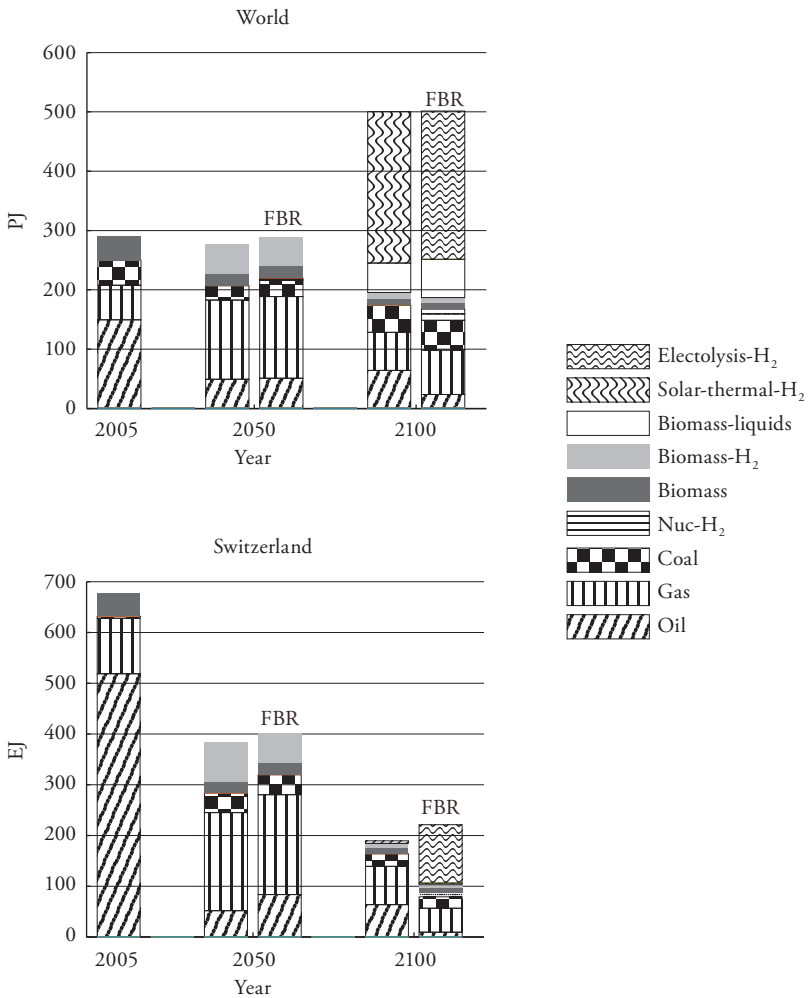 World
600
500
FBR
400
PJ
300
FBR
200
100
0
2005
2050
2100
Year
Electolysis-H₂
Solar-thermal-H₂
Biomass-liquids
Biomass-H₂
Biomass
Nuc-H₂
Coal
Gas
Oil
Switzerland
700
600
500
FBR
400
EJ
300
FBR
200
100
0
2005
2050
2100
Year